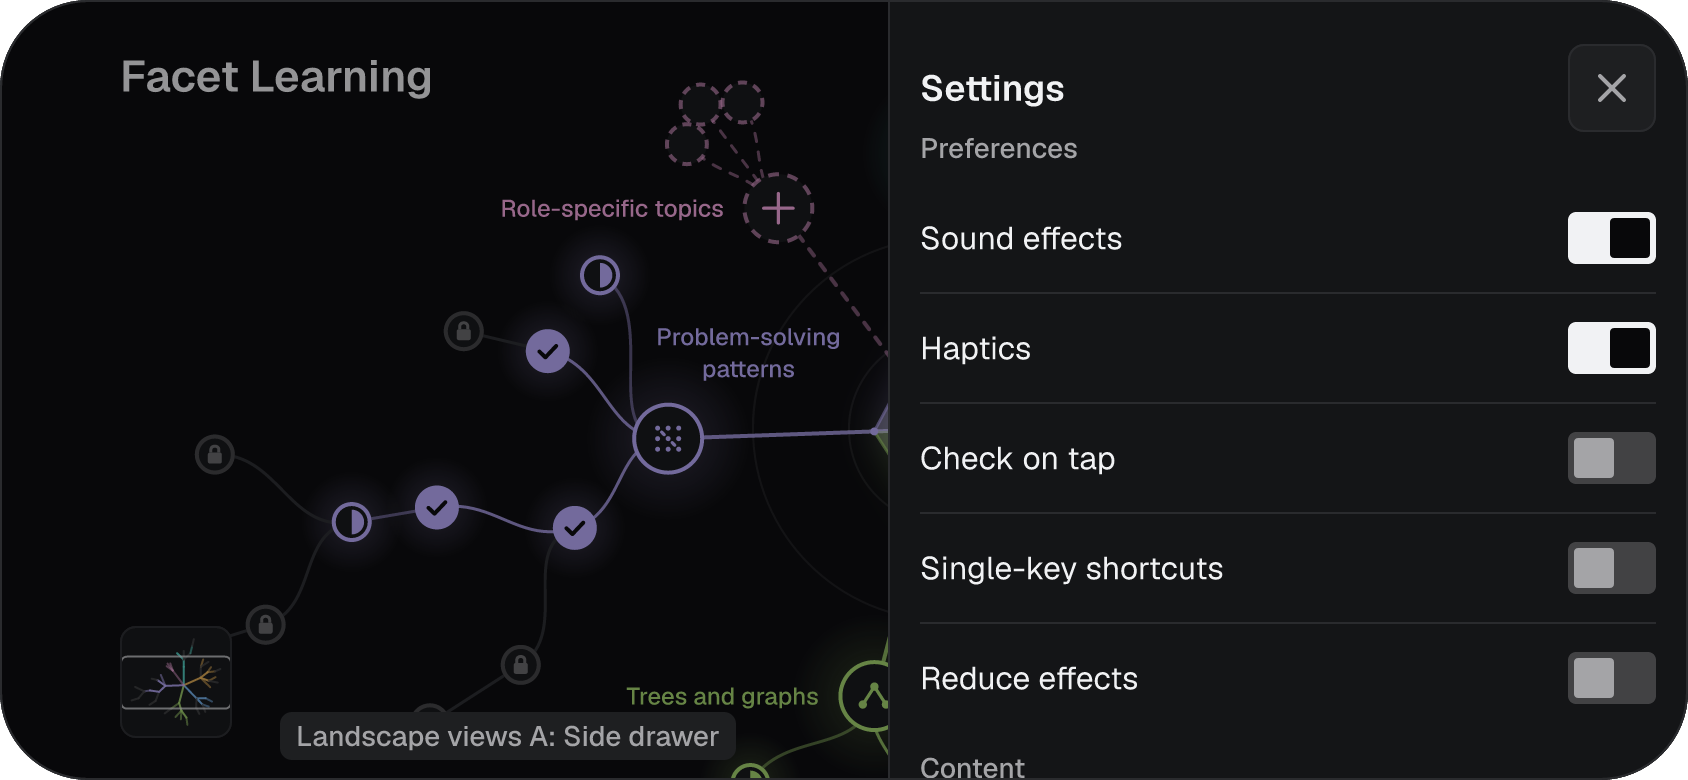 Facet Learning
Role-specific topics
Problem-solving
patterns
Trees and graphs
Landscape views A: Side drawer
Settings
Preferences
Sound effects
Haptics
Check on tap
Single-key shortcuts
Reduce effects
Content